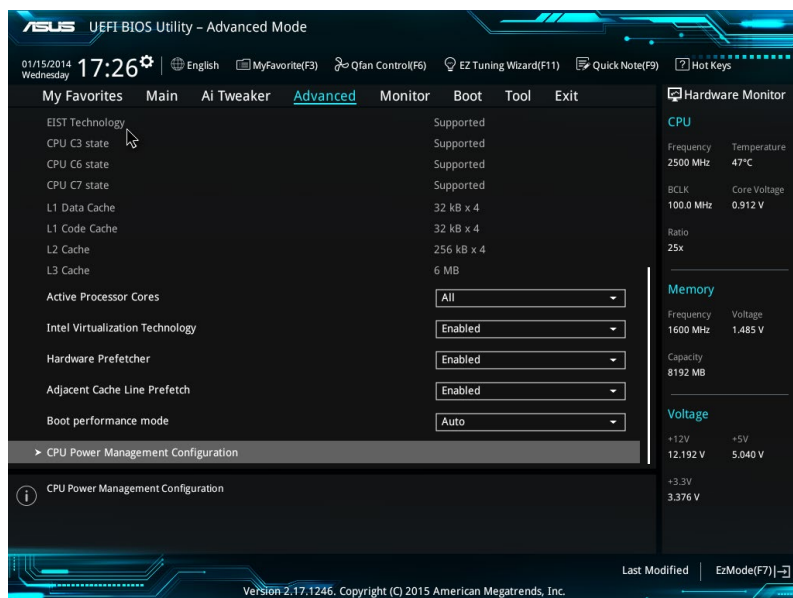 ASUS UEFI BIOS Utility – Advanced Mode
01/15/2014 Wednesday 17:26 English MyFavorite(F3) Qfan Control(F6) EZ Tuning Wizard(F11) Quick Note(F9) ? Hot Keys
My Favorites Main Ai Tweaker Advanced Monitor Boot Tool Exit
EIST Technology Supported
CPU C3 state Supported
CPU C6 state Supported
CPU C7 state Supported
L1 Data Cache 32 kB x 4
L1 Code Cache 32 kB x 4
L2 Cache 256 kB x 4
L3 Cache 6 MB
Active Processor Cores All
Intel Virtualization Technology Enabled
Hardware Prefetcher Enabled
Adjacent Cache Line Prefetch Enabled
Boot performance mode Auto
> CPU Power Management Configuration
i CPU Power Management Configuration
Hardware Monitor
CPU
Frequency Temperature
2500 MHz 47°C
BCLK Core Voltage
100.0 MHz 0.912 V
Ratio
25x
Memory
Frequency Voltage
1600 MHz 1.485 V
Capacity
8192 MB
Voltage
+12V +5V
12.192 V 5.040 V
+3.3V
3.376 V
Last Modified EzMode(F7)
Version 2.17.1246. Copyright (C) 2015 American Megatrends, Inc.